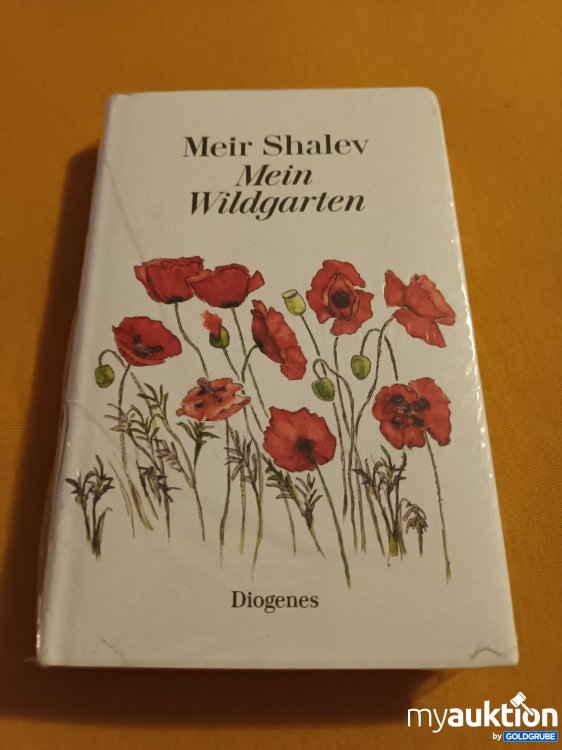 Meir Shalev
Mein
Wildgarten
Diogenes
myauktion
by GOLDGRUBE